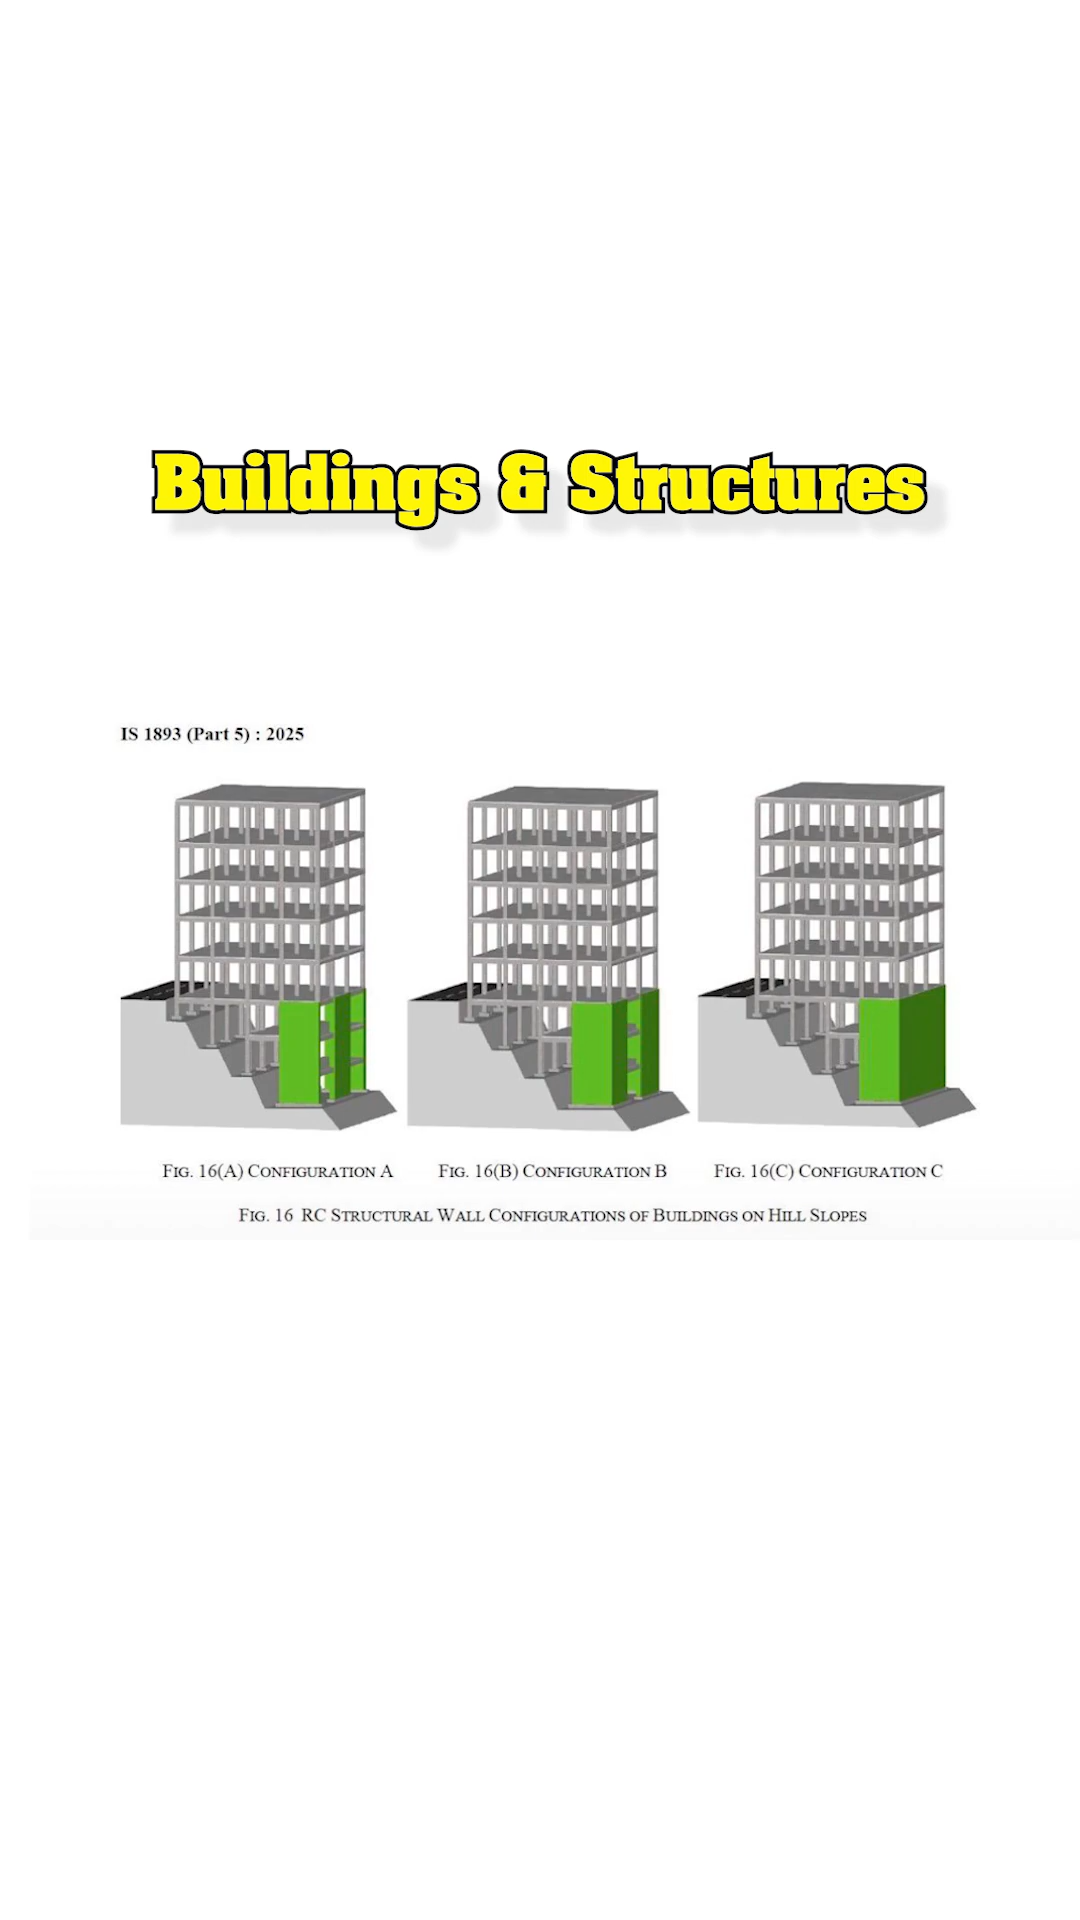 Buildings & Structures
IS 1893 (Part 5) : 2025
FIG. 16(A) CONFIGURATION A
FIG. 16(B) CONFIGURATION B
FIG. 16(C) CONFIGURATION C
FIG. 16 RC STRUCTURAL WALL CONFIGURATIONS OF BUILDINGS ON HILL SLOPES